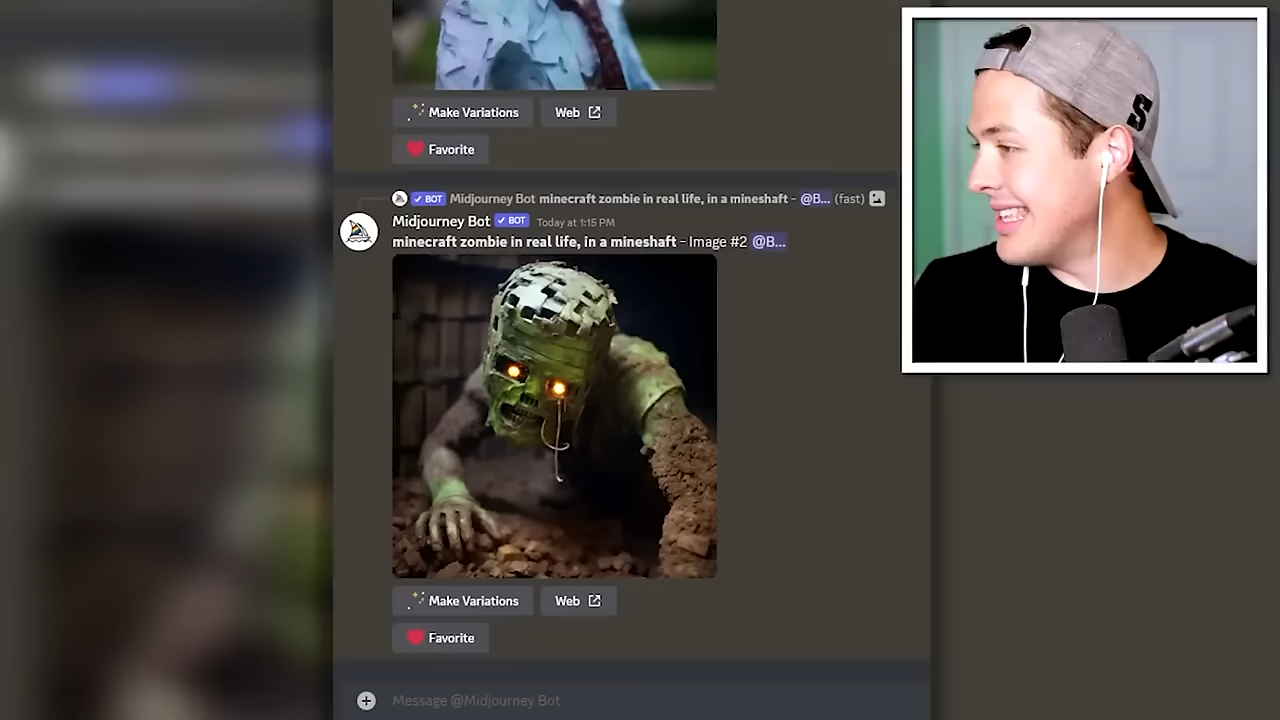 Make Variations
Web
Favorite
BOT Midjourney Bot minecraft zombie in real life, in a mineshaft - @B... (fast)
Midjourney Bot BOT Today at 1:15 PM
minecraft zombie in real life, in a mineshaft - Image #2 @B...
Make Variations
Web
Favorite
Message @Midjourney Bot
S